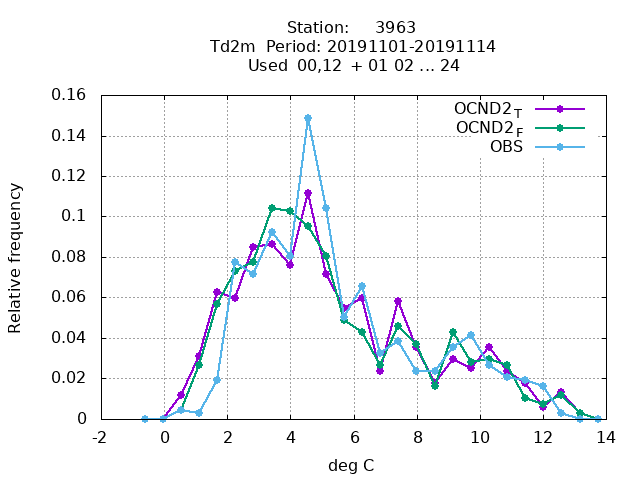 Station: 3963
Td2m Period: 20191101-20191114
Used 00,12 + 01 02 ... 24
OCND2T
OCND2F
OBS
Relative frequency
0.16
0.14
0.12
0.1
0.08
0.06
0.04
0.02
0
-2 0 2 4 6 8 10 12 14
deg C